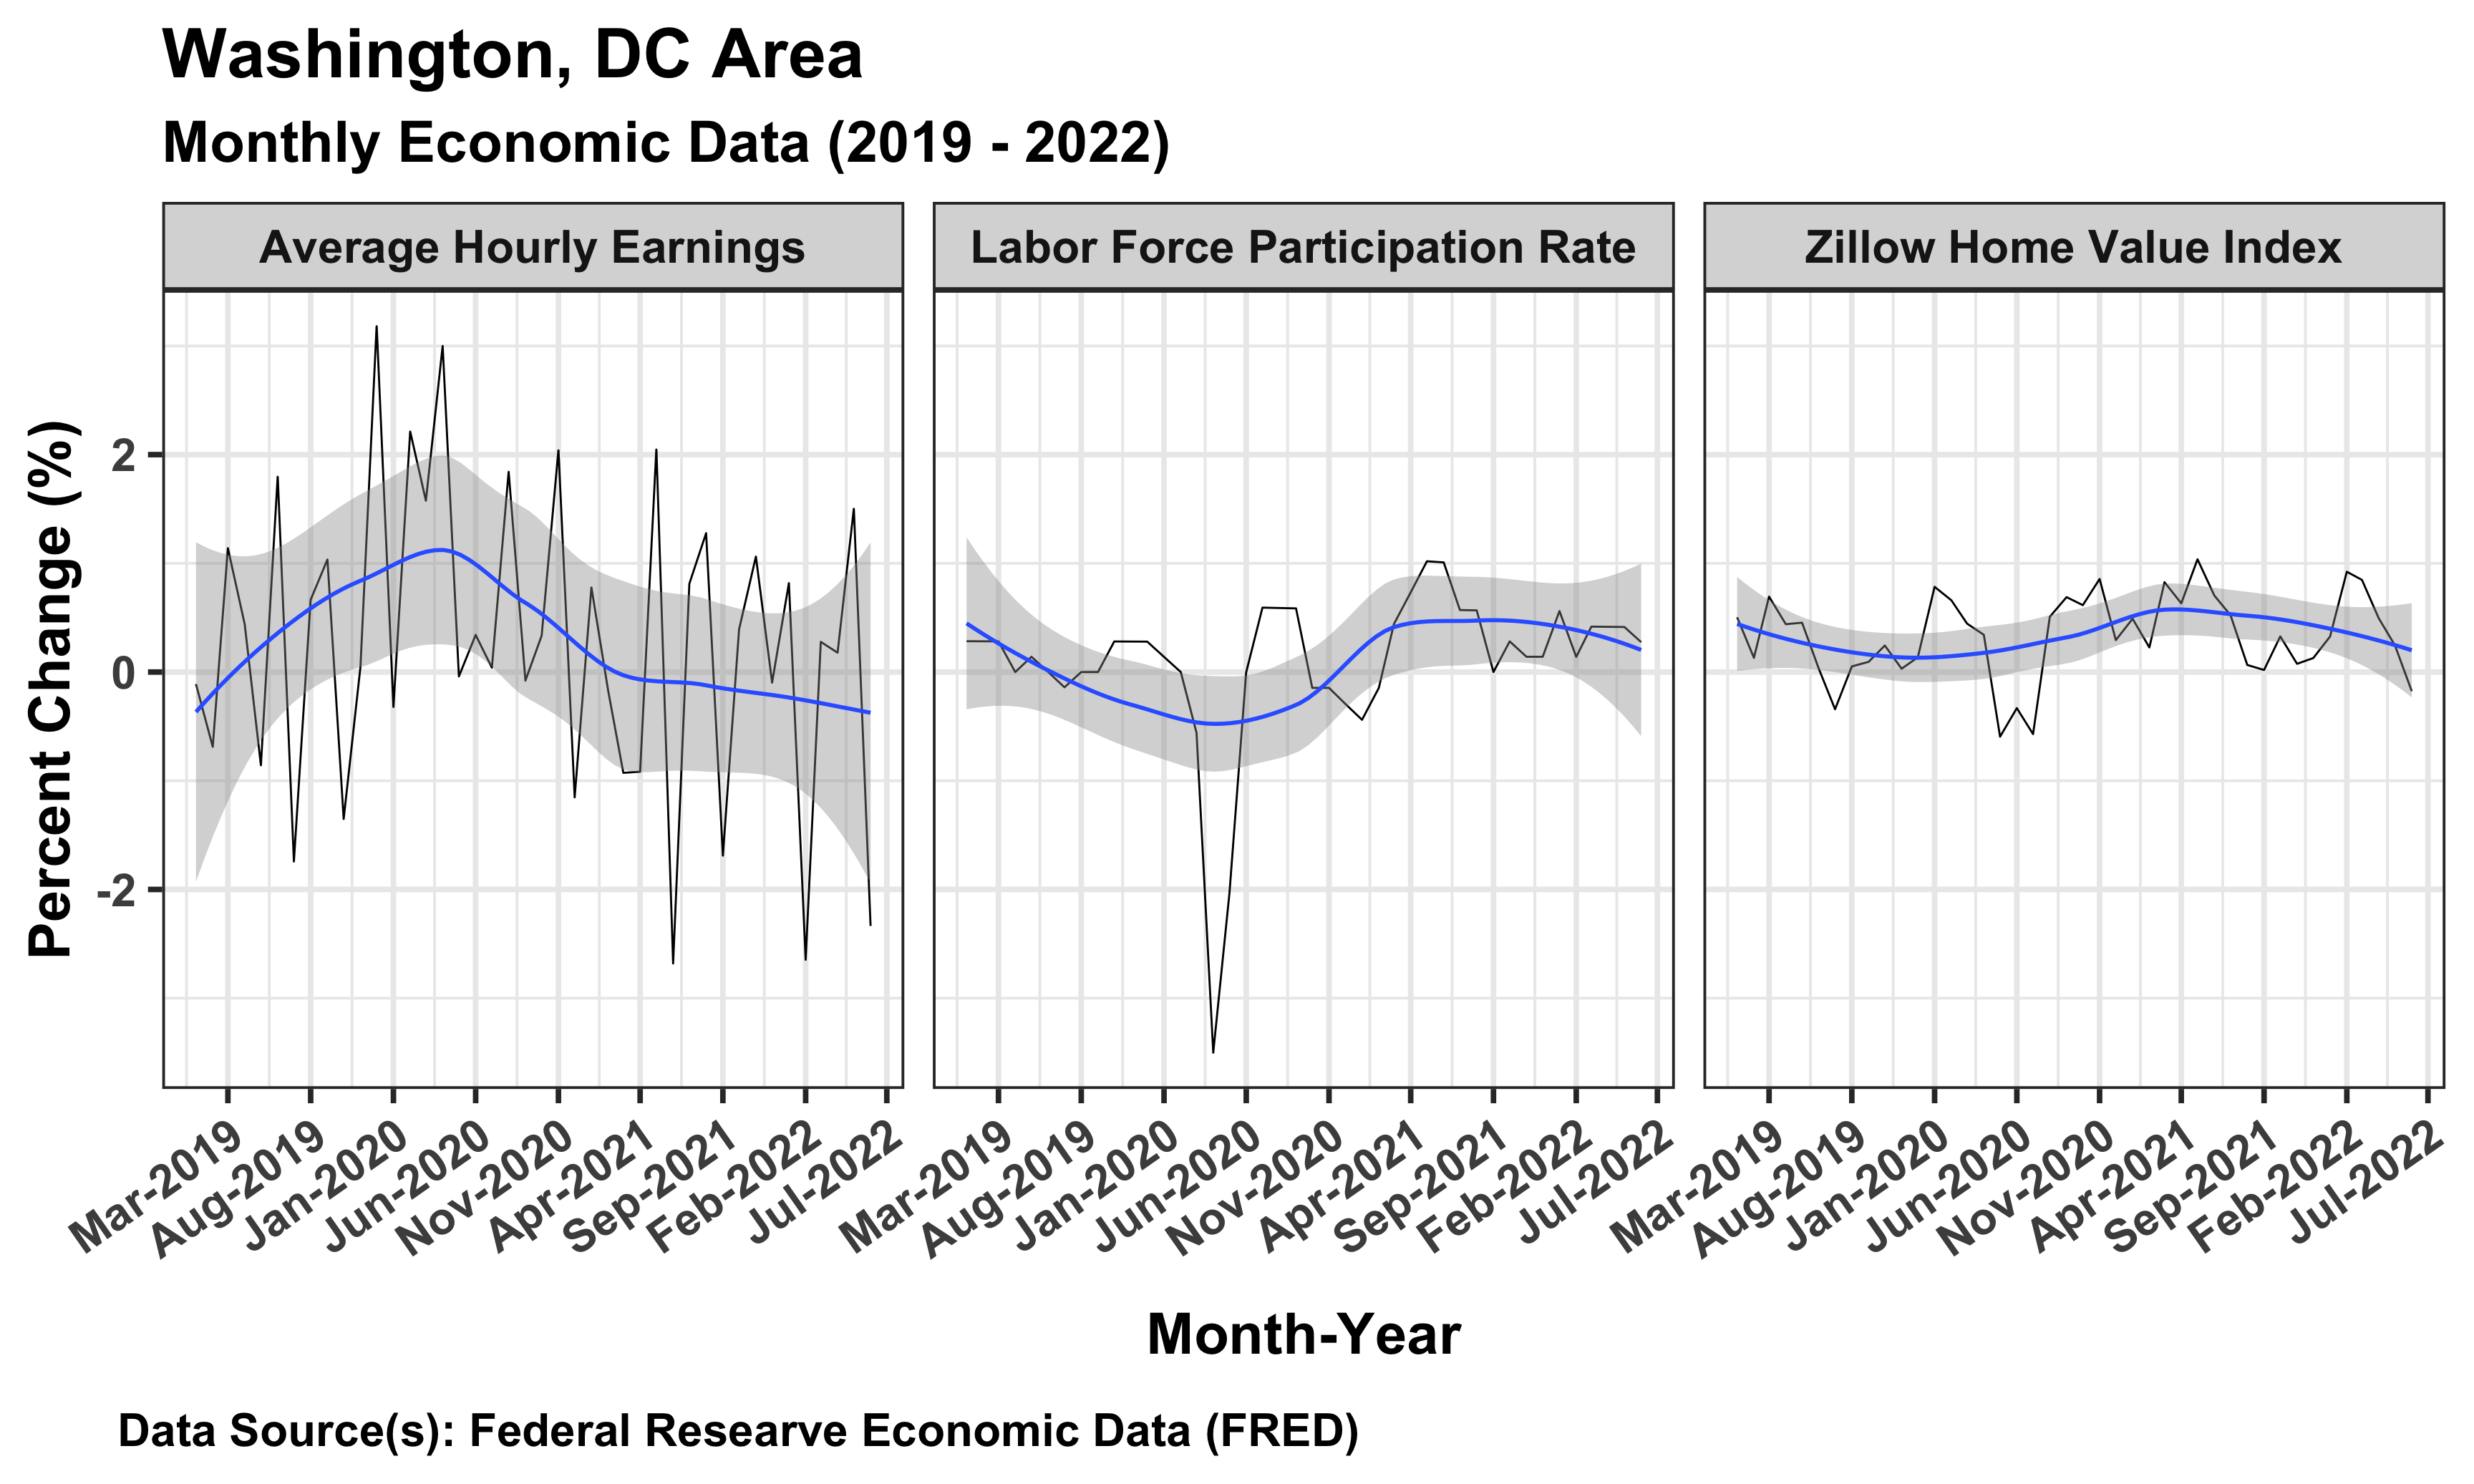 Washington, DC Area
Monthly Economic Data (2019 - 2022)
Average Hourly Earnings
Labor Force Participation Rate
Zillow Home Value Index
Percent Change (%)
2
0
-2
Mar-2019
Aug-2019
Jan-2020
Jun-2020
Nov-2020
Apr-2021
Sep-2021
Feb-2022
Jul-2022
Mar-2019
Aug-2019
Jan-2020
Jun-2020
Nov-2020
Apr-2021
Sep-2021
Feb-2022
Jul-2022
Mar-2019
Aug-2019
Jan-2020
Jun-2020
Nov-2020
Apr-2021
Sep-2021
Feb-2022
Jul-2022
Month-Year
Data Source(s): Federal Researve Economic Data (FRED)